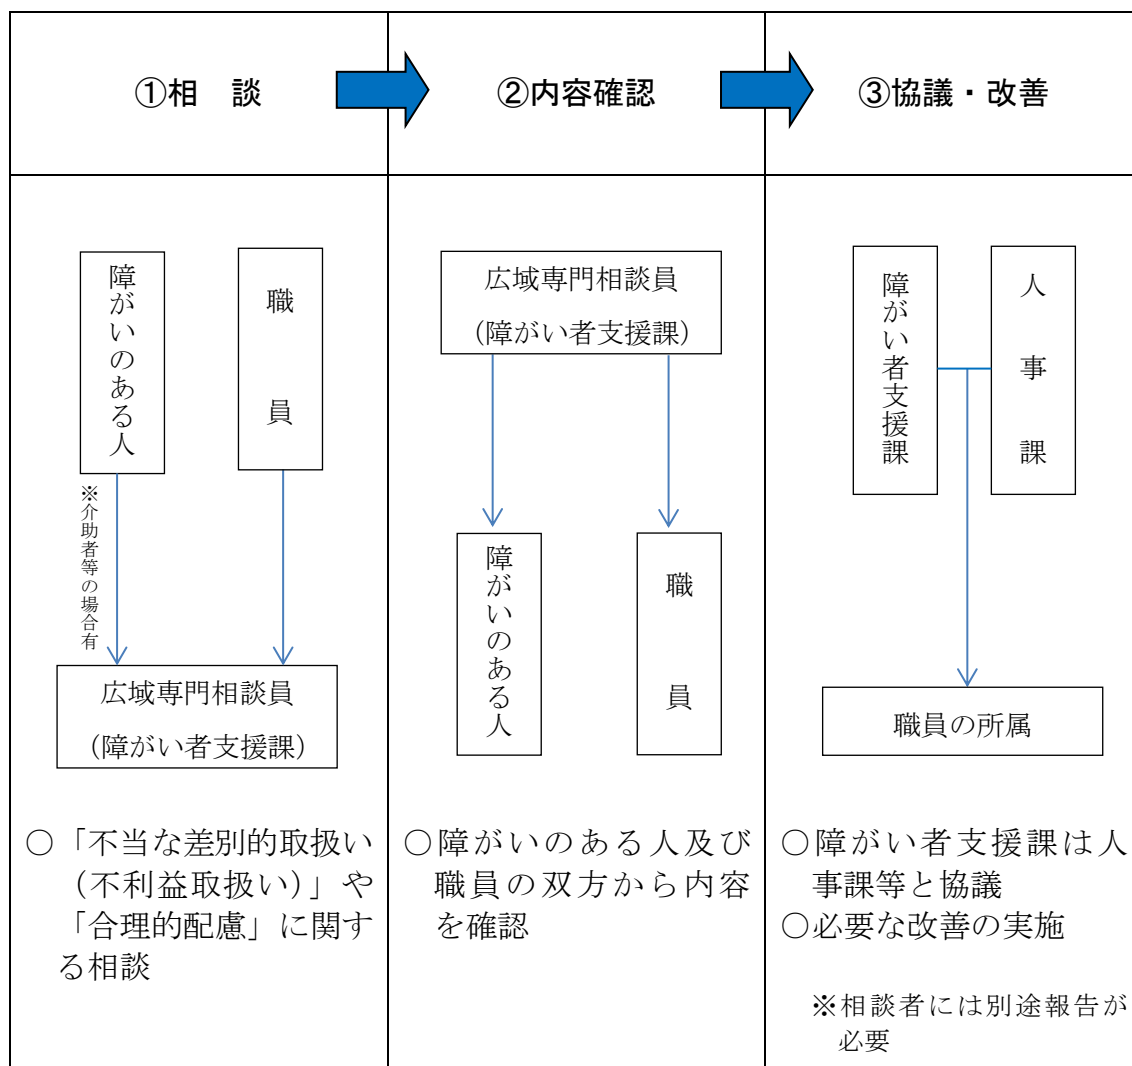 ①相　談
②内容確認
③協議・改善
障がいのある人
職員
※介助者等の場合有
広域専門相談員
（障がい者支援課）
○「不当な差別的取扱い
（不利益取扱い）」や
「合理的配慮」に関す
る相談
広域専門相談員
（障がい者支援課）
障がいのある人
職員
○障がいのある人及び
職員の双方から内容
を確認
障がい者支援課
人事課
職員の所属
○障がい者支援課は人
事課等と協議
○必要な改善の実施
※相談者には別途報告が
必要